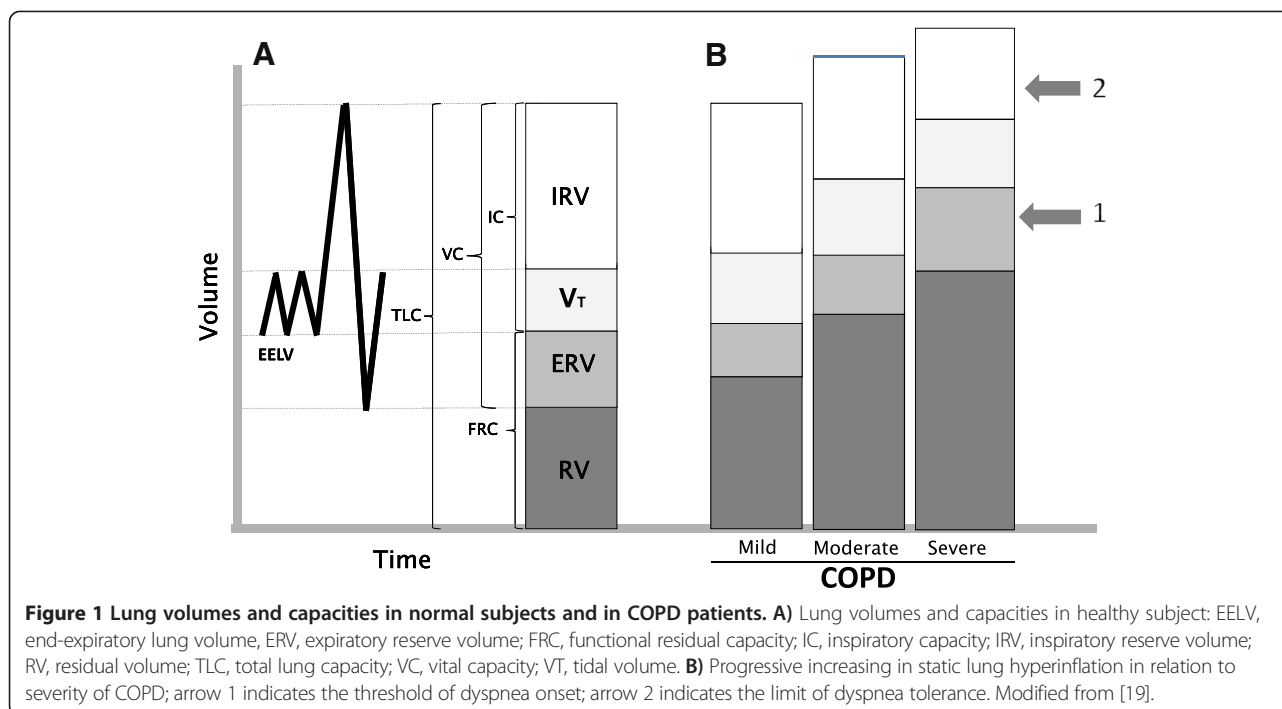 A
B
Volume
EELV
TLC
VC
IC
FRC
IRV
VT
ERV
RV
Time
2
1
Mild Moderate Severe
COPD
Figure 1 Lung volumes and capacities in normal subjects and in COPD patients. A) Lung volumes and capacities in healthy subject: EELV,
end-expiratory lung volume, ERV, expiratory reserve volume; FRC, functional residual capacity; IC, inspiratory capacity; IRV, inspiratory reserve volume;
RV, residual volume; TLC, total lung capacity; VC, vital capacity; VT, tidal volume. B) Progressive increasing in static lung hyperinflation in relation to
severity of COPD; arrow 1 indicates the threshold of dyspnea onset; arrow 2 indicates the limit of dyspnea tolerance. Modified from [19].